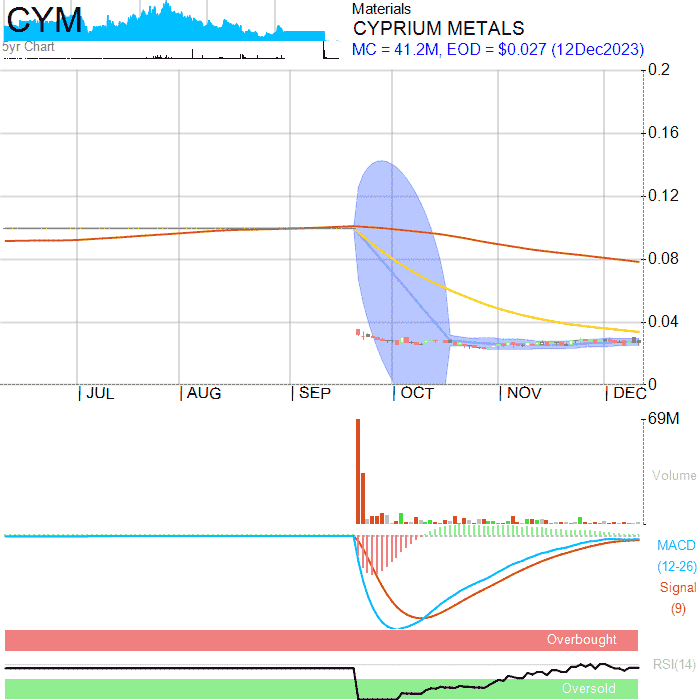 CYM
Materials
CYPRIUM METALS
MC = 41.2M, EOD = $0.027 (12Dec2023)
5yr Chart
0.2
0.16
0.12
0.08
0.04
0
JUL
AUG
SEP
OCT
NOV
DEC
69M
Volume
MACD
(12-26)
Signal
(9)
Overbought
RSI(14)
Oversold